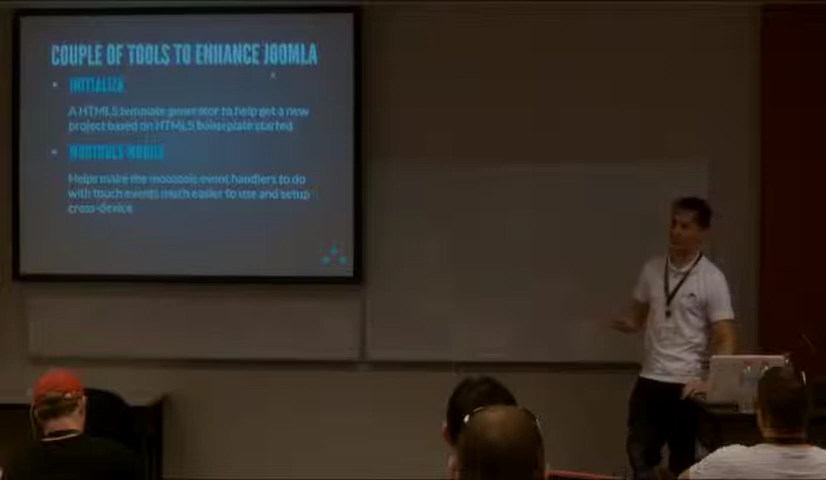 COUPLE OF TOOLS TO ENHANCE JOOMLA
INITIALIZR
A HTML5 template generator to help get a new
project based on HTML5 boilerplate started
MOOTOOLS-MOBILE
Helps make the mootools event handlers to do
with touch events much easier to use and setup
cross-device